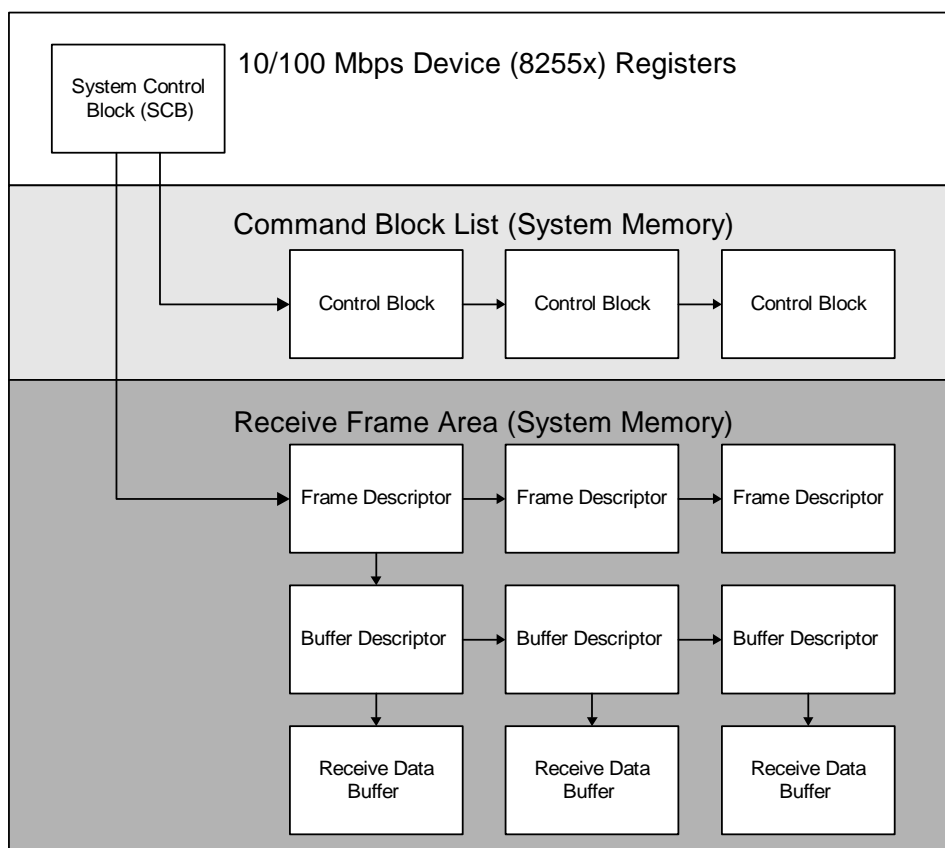 10/100 Mbps Device (8255x) Registers
System Control
Block (SCB)
Command Block List (System Memory)
Control Block
Control Block
Control Block
Receive Frame Area (System Memory)
Frame Descriptor
Frame Descriptor
Frame Descriptor
Buffer Descriptor
Buffer Descriptor
Buffer Descriptor
Receive Data
Buffer
Receive Data
Buffer
Receive Data
Buffer